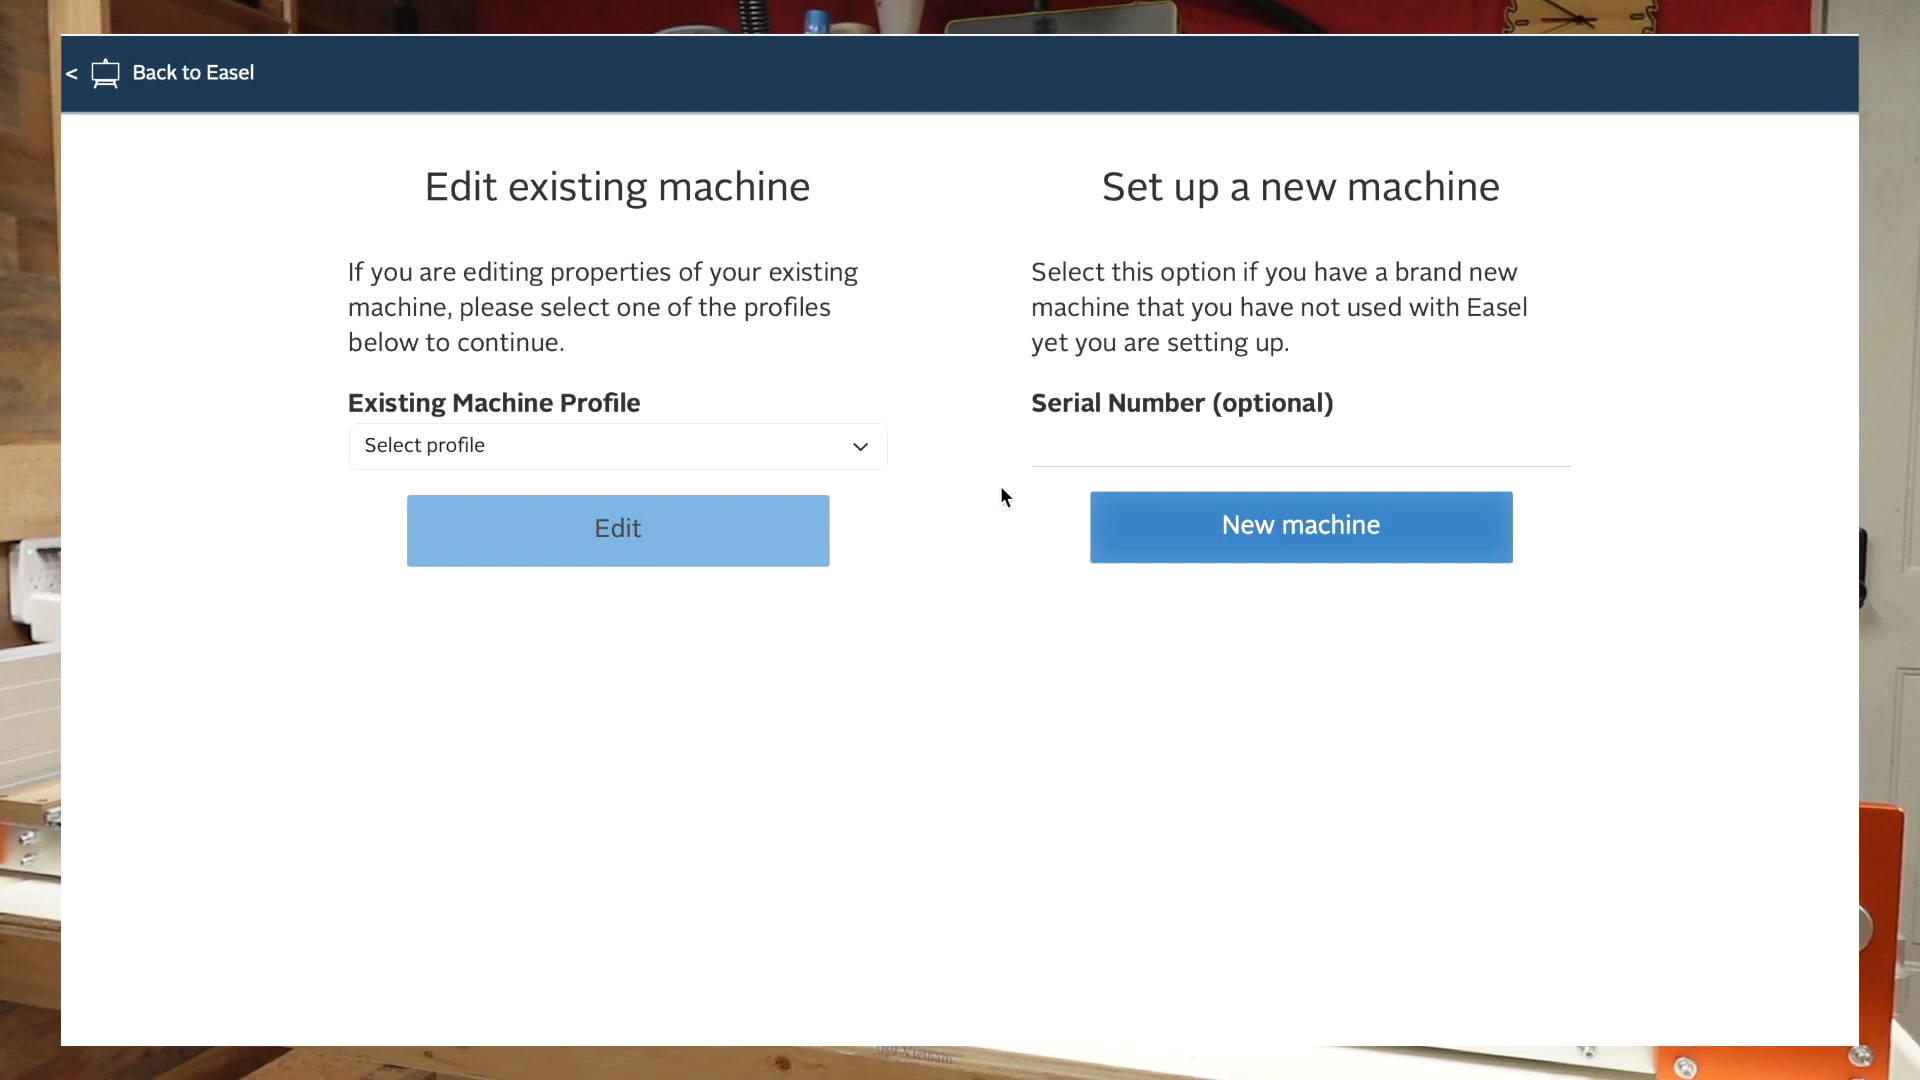 < Back to Easel
Edit existing machine
If you are editing properties of your existing
machine, please select one of the profiles
below to continue.
Existing Machine Profile
Select profile
Edit
Set up a new machine
Select this option if you have a brand new
machine that you have not used with Easel
yet you are setting up.
Serial Number (optional)
New machine
Vietnam